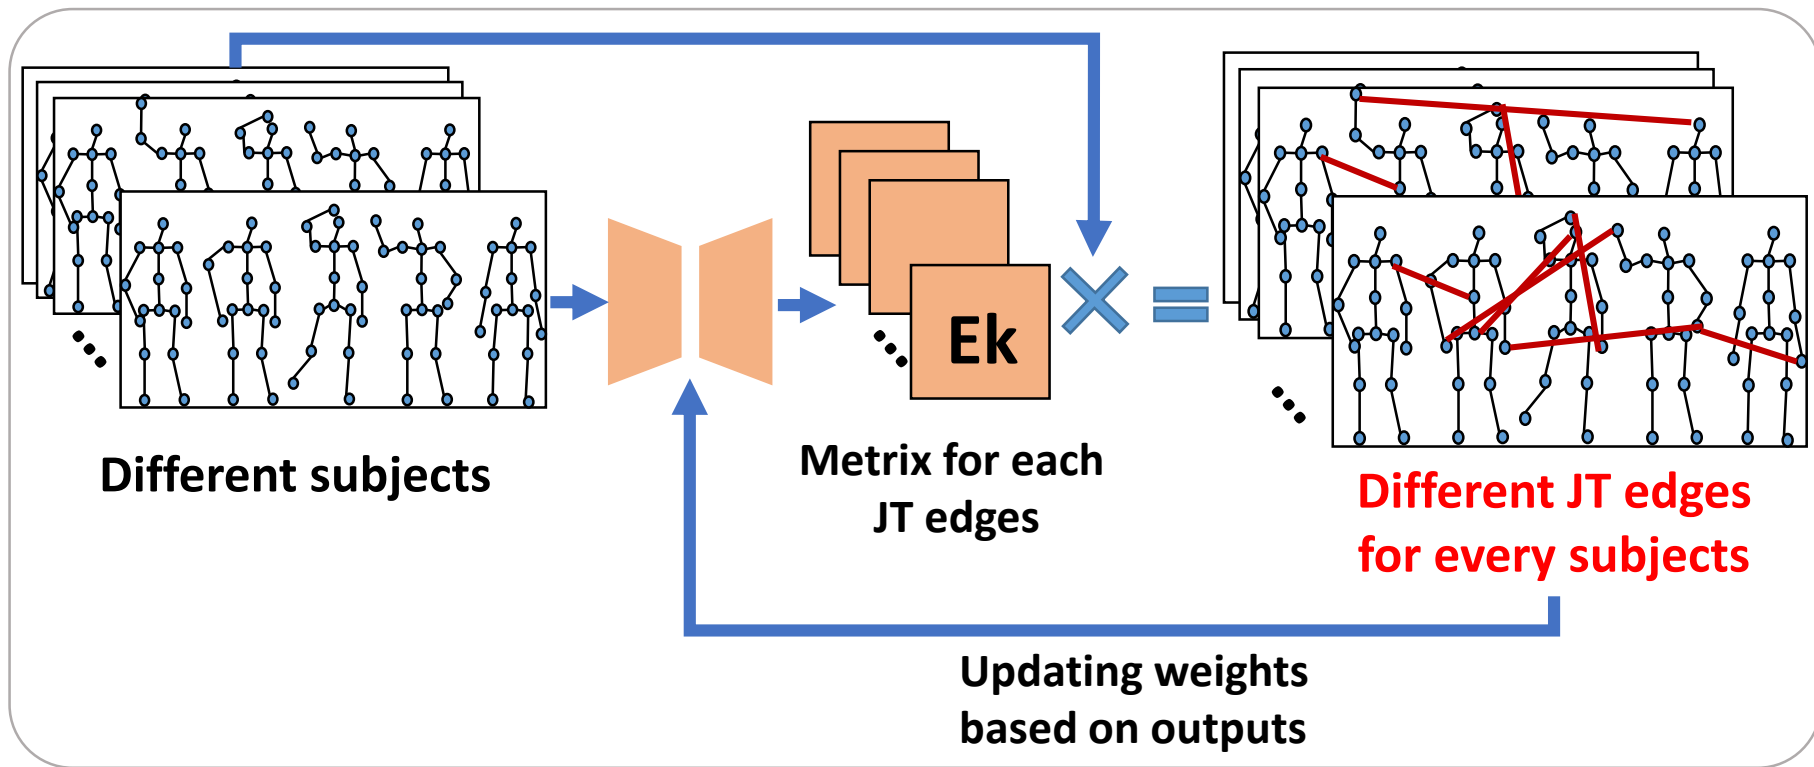 Ek
Different subjects
Metrix for each
JT edges
Different JT edges
for every subjects
Updating weights
based on outputs